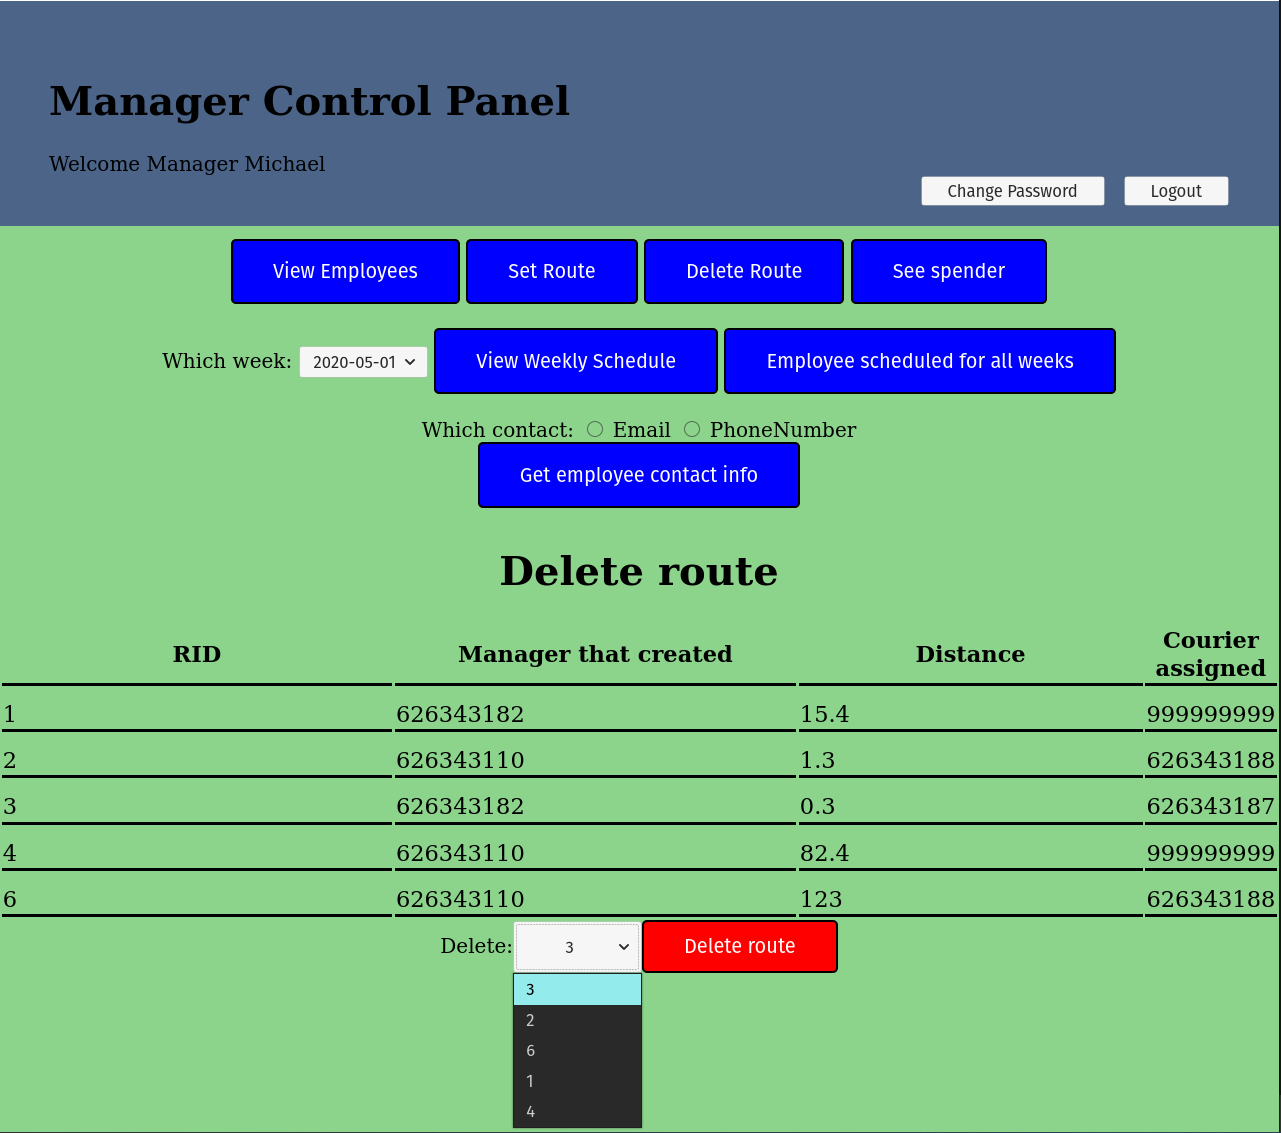 Manager Control Panel
Welcome Manager Michael
Change Password Logout
View Employees Set Route Delete Route See spender
Which week: 2020-05-01 View Weekly Schedule Employee scheduled for all weeks
Which contact: Email PhoneNumber
Get employee contact info
Delete route
RID Manager that created Distance Courier assigned
1 626343182 15.4 999999999
2 626343110 1.3 626343188
3 626343182 0.3 626343187
4 626343110 82.4 999999999
6 626343110 123 626343188
Delete: 3 Delete route
3
2
6
1
4